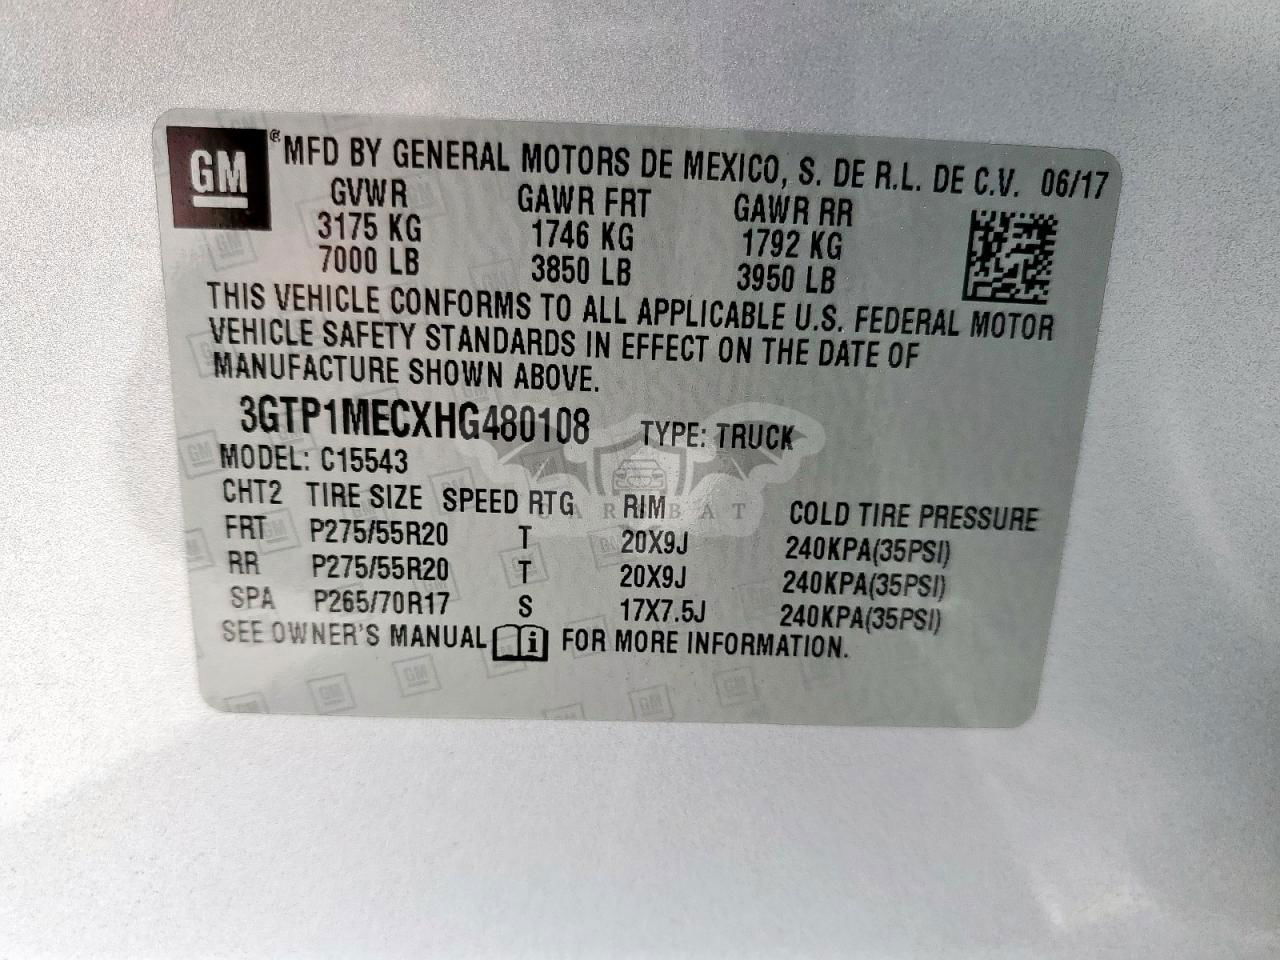 GM ® MFD BY GENERAL MOTORS DE MEXICO, S. DE R.L. DE C.V. 06/17
GVWR GAWR FRT GAWR RR
3175 KG 1746 KG 1792 KG
7000 LB 3850 LB 3950 LB
THIS VEHICLE CONFORMS TO ALL APPLICABLE U.S. FEDERAL MOTOR
VEHICLE SAFETY STANDARDS IN EFFECT ON THE DATE OF
MANUFACTURE SHOWN ABOVE.
3GTP1MECXHG480108 TYPE: TRUCK
MODEL: C15543
CHT2 TIRE SIZE SPEED RTG RIM COLD TIRE PRESSURE
CARFBAT
FRT P275/55R20 T 20X9J 240KPA(35PSI)
RR P275/55R20 T 20X9J 240KPA(35PSI)
SPA P265/70R17 S 17X7.5J 240KPA(35PSI)
SEE OWNER'S MANUAL i FOR MORE INFORMATION.